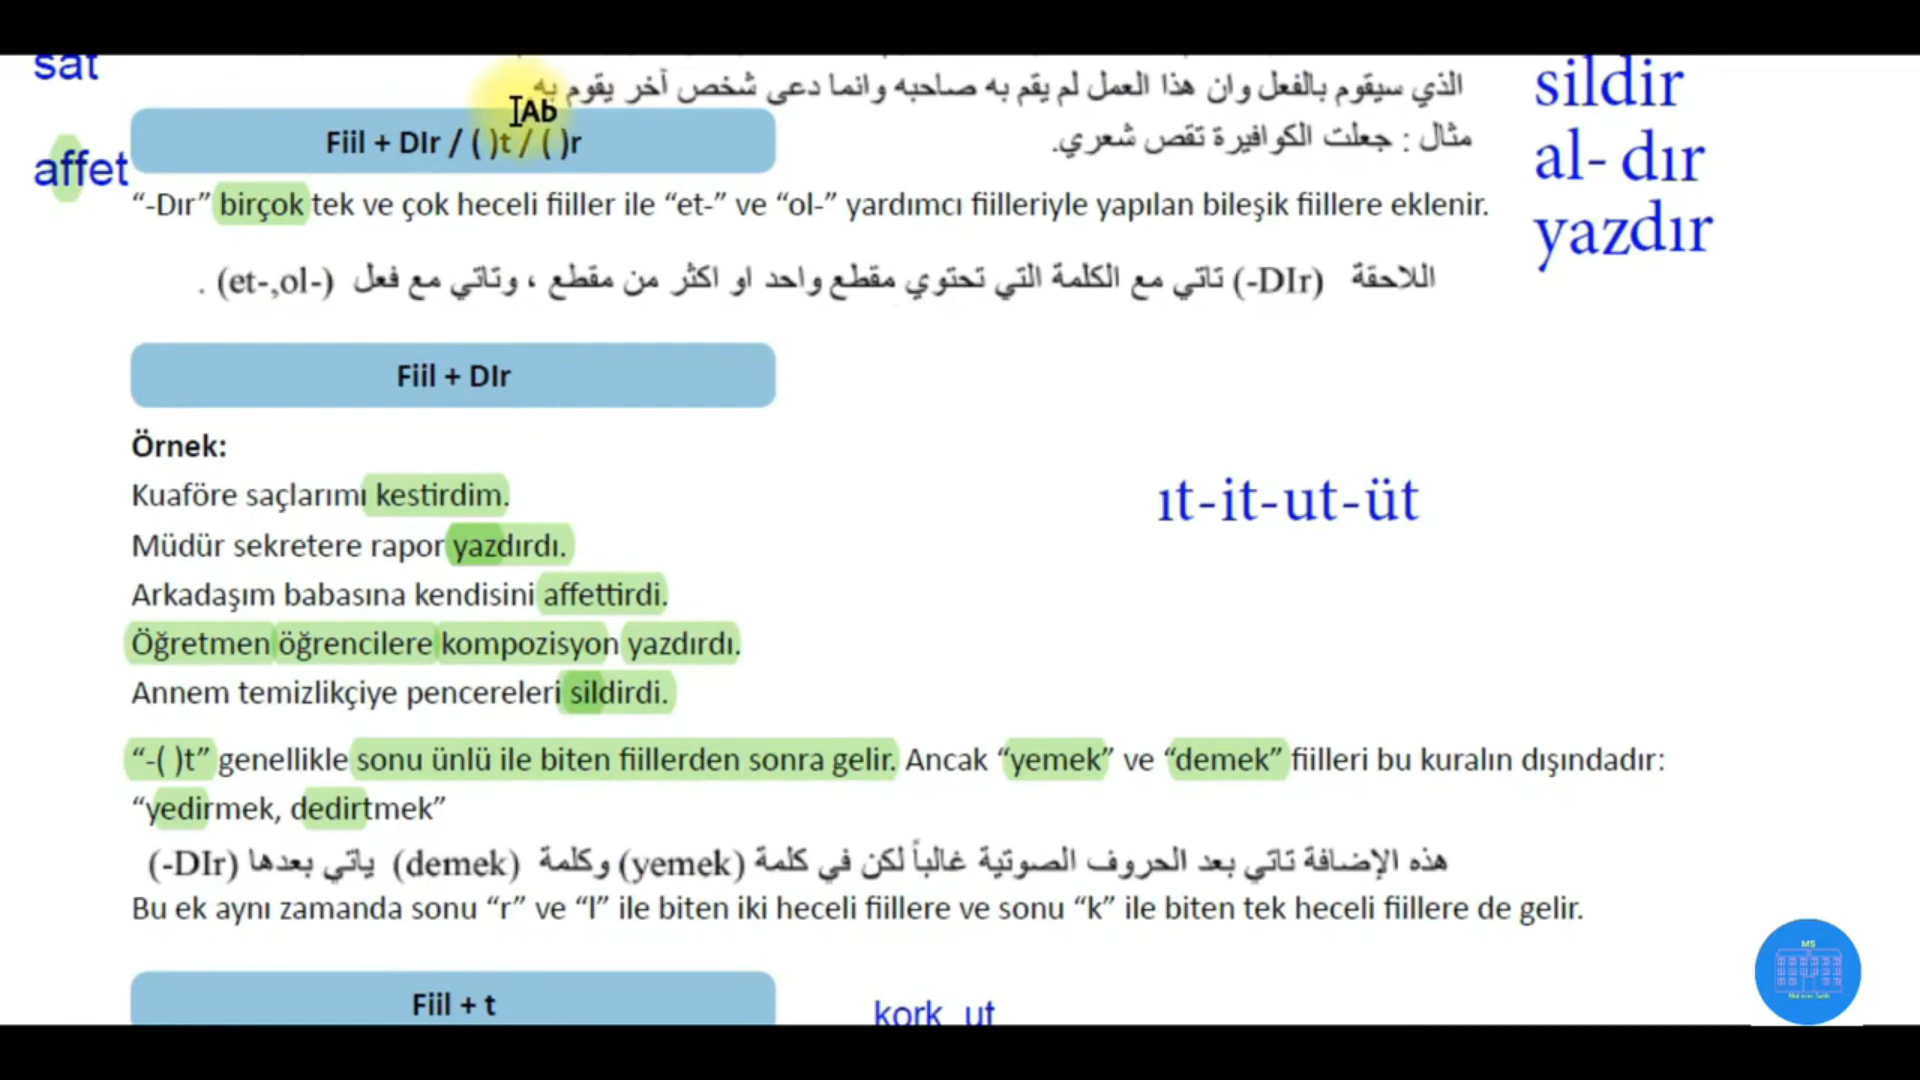 sat
الذي سيقوم بالفعل وان هذا العمل لم يقم به صاحبه وانما دعى شخص آخر يقوم به
sildir
Ab
Fiil + DIr / ( )t / ( )r
مثال : جعلت الكوافيرة تقص شعري.
al- dır
affet
“-Dır” birçok tek ve çok heceli fiiller ile “et-” ve “ol-” yardımcı fiilleriyle yapılan bileşik fiillere eklenir.
yazdır
اللاحقة (-DIr) تاتي مع الكلمة التي تحتوي مقطع واحد او اكثر من مقطع ، وتاتي مع فعل (et-,ol-) .
Fiil + DIr
Örnek:
Kuaföre saçlarımı kestirdim.
ıt-it-ut-üt
Müdür sekretere rapor yazdırdı.
Arkadaşım babasına kendisini affettirdi.
Öğretmen öğrencilere kompozisyon yazdırdı.
Annem temizlikçiye pencereleri sildirdi.
“-( )t” genellikle sonu ünlü ile biten fiillerden sonra gelir. Ancak “yemek” ve “demek” fiilleri bu kuralın dışındadır:
“yedirmek, dedirtmek”
هذه الإضافة تاتي بعد الحروف الصوتية غالباً لكن في كلمة (yemek) وكلمة (demek) ياتي بعدها (-DIr)
Bu ek aynı zamanda sonu “r” ve “l” ile biten iki heceli fiillere ve sonu “k” ile biten tek heceli fiillere de gelir.
MS
Fiil + t
kork ut